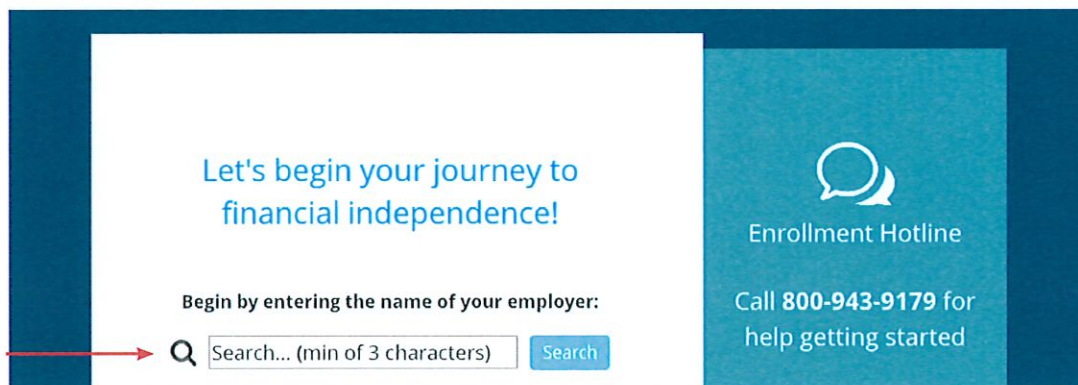 Let's begin your journey to
financial independence!
Begin by entering the name of your employer:
Search... (min of 3 characters)
Search
Enrollment Hotline
Call 800-943-9179 for
help getting started